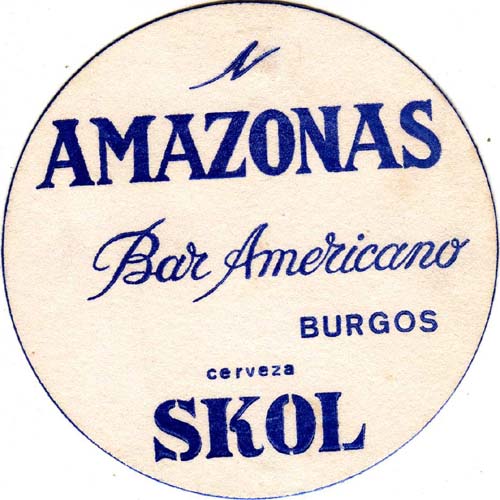 N
AMAZONAS
Bar Americano
BURGOS
cerveza
SKOL